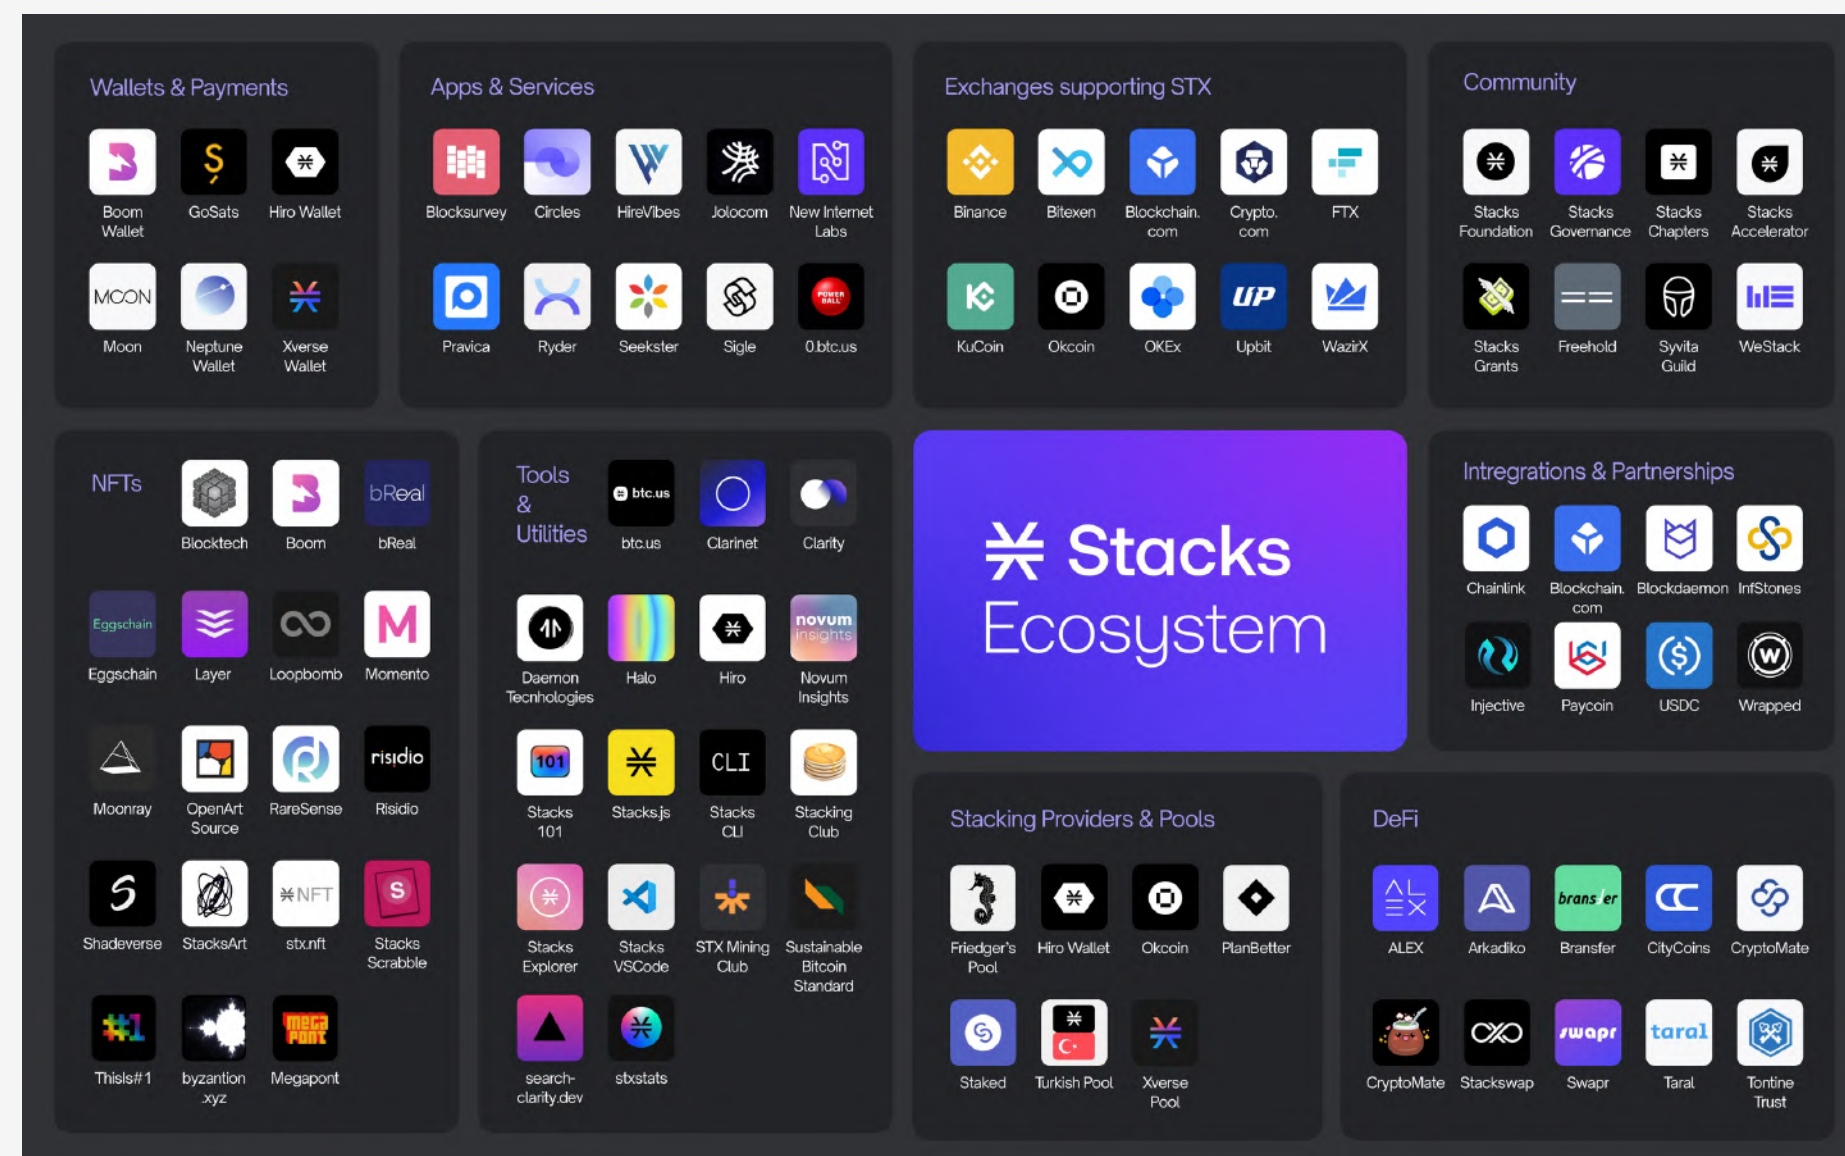 Wallets & Payments
Boom
Wallet
GoSats
Hiro Wallet
MOON
Moon
Neptune
Wallet
Xverse
Wallet
Apps & Services
Blocksurvey
Circles
HireVibes
Jolocom
New Internet
Labs
Pravica
Ryder
Seekster
Sigle
POWER
BALL
0.btc.us
Exchanges supporting STX
Binance
Bitexen
Blockchain.
com
Crypto.
com
FTX
KuCoin
Okcoin
OKEx
UP
Upbit
WazirX
Community
Stacks
Foundation
Stacks
Governance
Stacks
Chapters
Stacks
Accelerator
Stacks
Grants
Freehold
Syvita
Guild
WeStack
NFTs
Blocktech
Boom
bReal
bReal
Eggschain
Eggschain
Layer
Loopbomb
M
Momento
Moonray
OpenArt
Source
RareSense
risidio
Risidio
S
Shadeverse
StacksArt
NFT
stx.nft
S
Stacks
Scrabble
#1
ThisIs#1
byzantion
.xyz
MEGA
PONT
Megapont
Tools
&
Utilities
btc.us
btc.us
Clarinet
Clarity
Daemon
Tecnhologies
Halo
Hiro
novum
insights
Novum
Insights
101
Stacks
101
Stacks.js
CLI
Stacks
CLI
Stacking
Club
Stacks
Explorer
Stacks
VSCode
STX Mining
Club
Sustainable
Bitcoin
Standard
search-
clarity.dev
stxstats
Stacks
Ecosystem
Intregrations & Partnerships
Chainlink
Blockchain.
com
Blockdaemon
InfStones
Injective
Paycoin
$
USDC
W
Wrapped
Stacking Providers & Pools
Friedger's
Pool
Hiro Wallet
Okcoin
PlanBetter
Staked
Turkish Pool
Xverse
Pool
DeFi
ALEX
ALEX
Arkadiko
bransfer
Bransfer
CC
CityCoins
CryptoMate
CryptoMate
Stackswap
swapr
Swapr
taral
Taral
Tontine
Trust